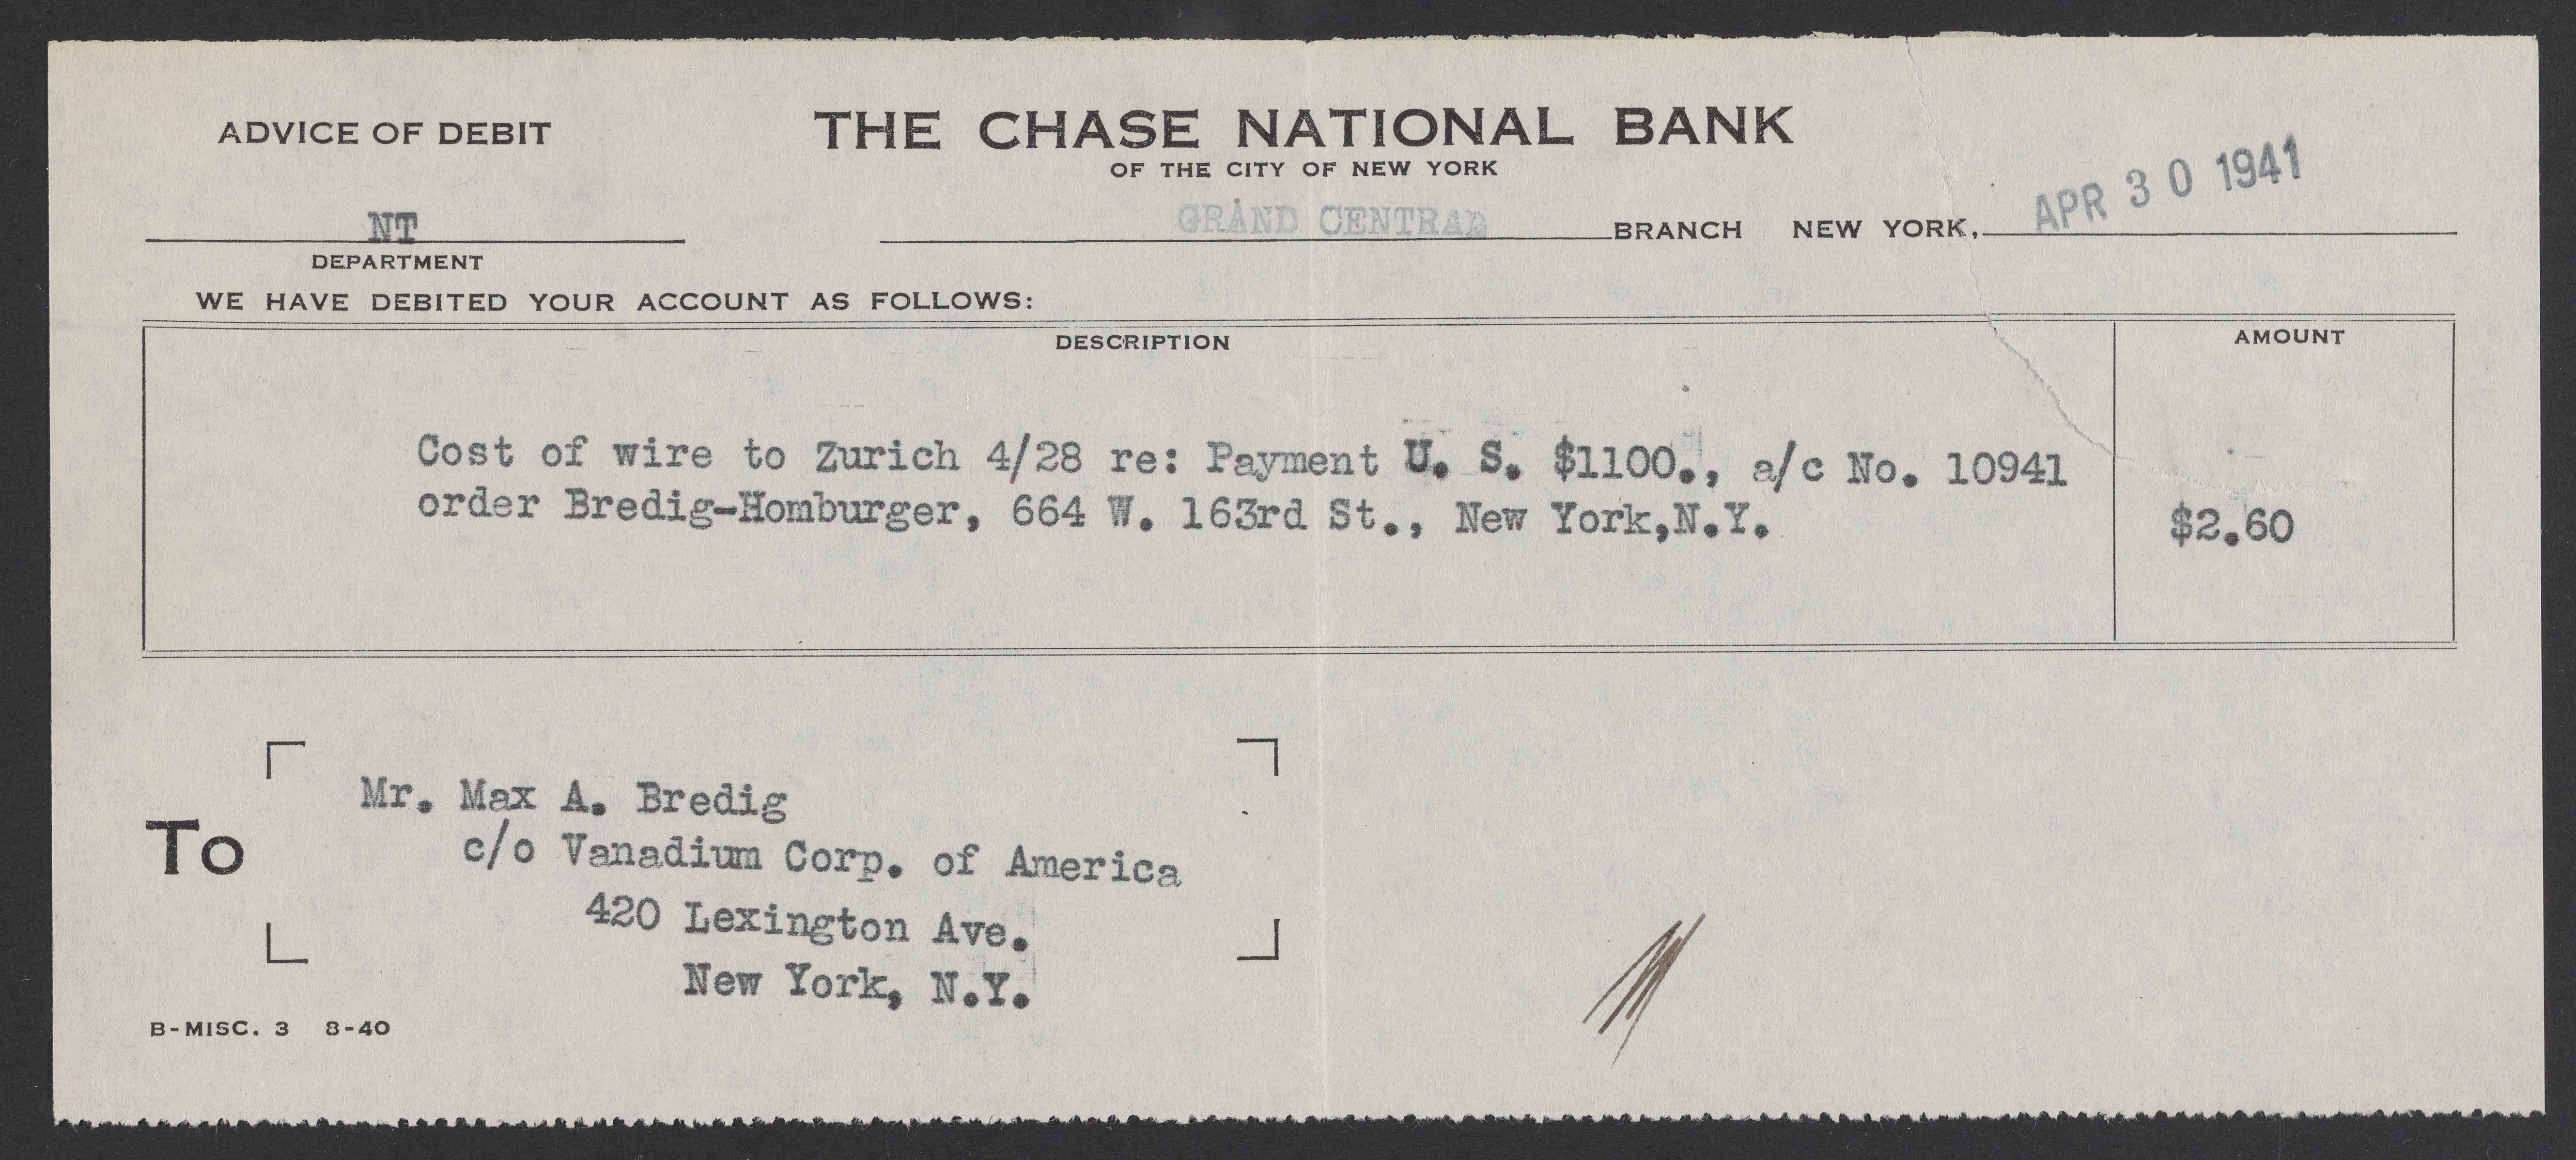 ADVICE OF DEBIT
THE CHASE NATIONAL BANK
OF THE CITY OF NEW YORK
NT
DEPARTMENT
GRAND CENTRAL BRANCH NEW YORK, APR 30 1941
WE HAVE DEBITED YOUR ACCOUNT AS FOLLOWS:
DESCRIPTION
AMOUNT
Cost of wire to Zurich 4/28 re: Payment U. S. $1100., a/c No. 10941
order Bredig-Homburger, 664 W. 163rd St., New York,N.Y.
$2.60
To
Mr. Max A. Bredig
c/o Vanadium Corp. of America
420 Lexington Ave.
New York, N.Y.
B-MISC. 3 8-40